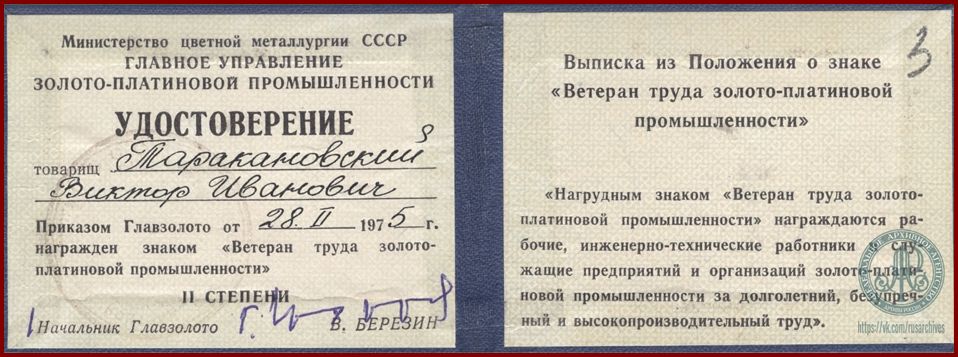 Министерство цветной металлургии СССР
ГЛАВНОЕ УПРАВЛЕНИЕ
ЗОЛОТО-ПЛАТИНОВОЙ ПРОМЫШЛЕННОСТИ
УДОСТОВЕРЕНИЕ
товарищ Таракановский
Виктор Иванович
Приказом Главзолото от 28.II 1975 г.
награжден знаком «Ветеран труда золото-
платиновой промышленности»
II СТЕПЕНИ
Начальник Главзолото В. БЕРЕЗИН
3
Выписка из Положения о знаке
«Ветеран труда золото-платиновой
промышленности»
«Нагрудным знаком «Ветеран труда золото-
платиновой промышленности» награждаются ра-
бочие, инженерно-технические работники и слу-
жащие предприятий и организаций золото-плати-
новой промышленности за долголетний, безупреч-
ный и высокопроизводительный труд».
https://vk.com/rusarchives